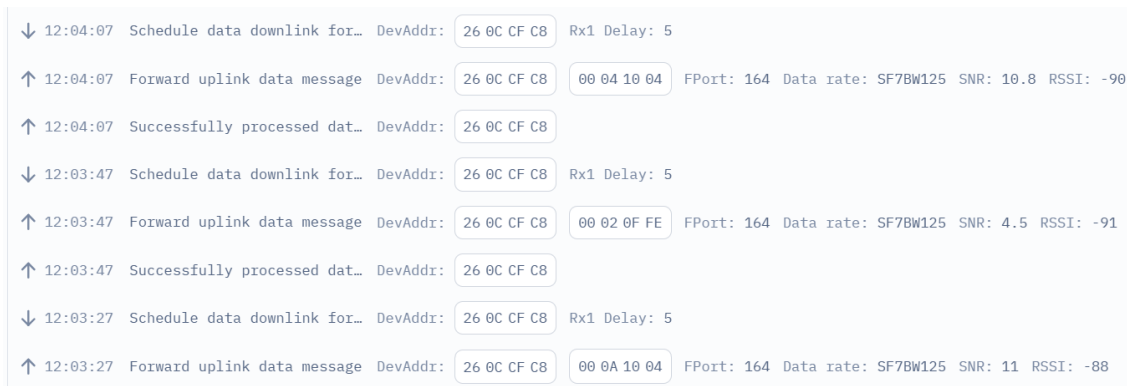 ↓ 12:04:07 Schedule data downlink for… DevAddr: 26 0C CF C8 Rx1 Delay: 5
↑ 12:04:07 Forward uplink data message DevAddr: 26 0C CF C8 00 04 10 04 FPort: 164 Data rate: SF7BW125 SNR: 10.8 RSSI: -90
↑ 12:04:07 Successfully processed dat… DevAddr: 26 0C CF C8
↓ 12:03:47 Schedule data downlink for… DevAddr: 26 0C CF C8 Rx1 Delay: 5
↑ 12:03:47 Forward uplink data message DevAddr: 26 0C CF C8 00 02 0F FE FPort: 164 Data rate: SF7BW125 SNR: 4.5 RSSI: -91
↑ 12:03:47 Successfully processed dat… DevAddr: 26 0C CF C8
↓ 12:03:27 Schedule data downlink for… DevAddr: 26 0C CF C8 Rx1 Delay: 5
↑ 12:03:27 Forward uplink data message DevAddr: 26 0C CF C8 00 0A 10 04 FPort: 164 Data rate: SF7BW125 SNR: 11 RSSI: -88